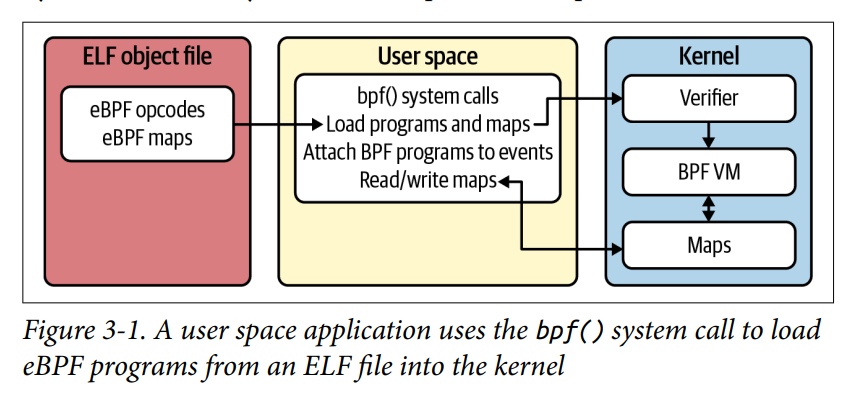 ELF object file
eBPF opcodes
eBPF maps
User space
bpf() system calls
Load programs and maps
Attach BPF programs to events
Read/write maps
Kernel
Verifier
BPF VM
Maps
Figure 3-1. A user space application uses the bpf() system call to load
eBPF programs from an ELF file into the kernel